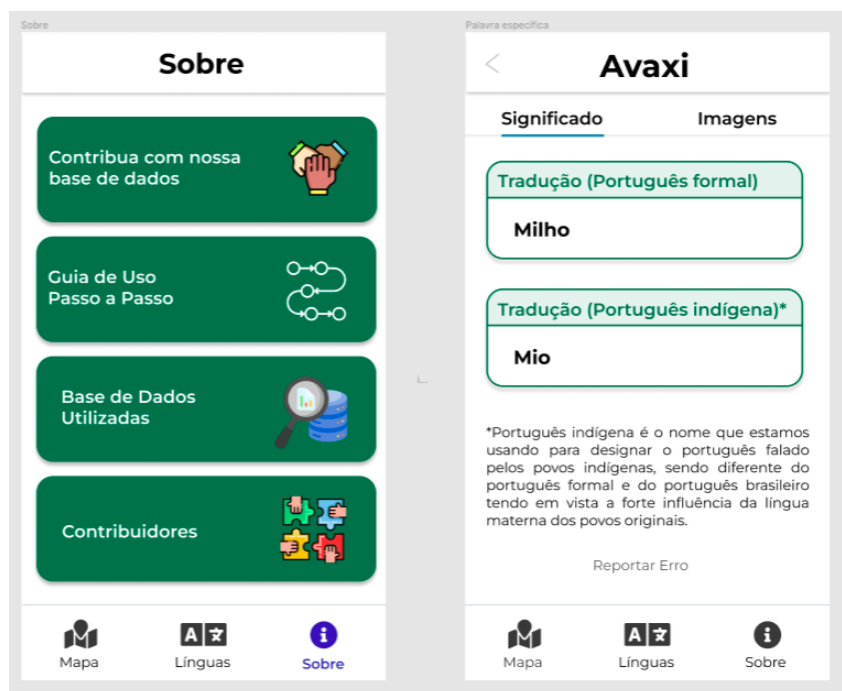 Sobre
Sobre
Contribua com nossa
base de dados
Guia de Uso
Passo a Passo
Base de Dados
Utilizadas
Contribuidores
Mapa
A
Línguas
Sobre
Palavra específica
Avaxi
Significado
Imagens
Tradução (Português formal)
Milho
Tradução (Português indígena)*
Mio
*Português indígena é o nome que estamos
usando para designar o português falado
pelos povos indígenas, sendo diferente do
português formal e do português brasileiro
tendo em vista a forte influência da língua
materna dos povos originais.
Reportar Erro
Mapa
A
Línguas
Sobre